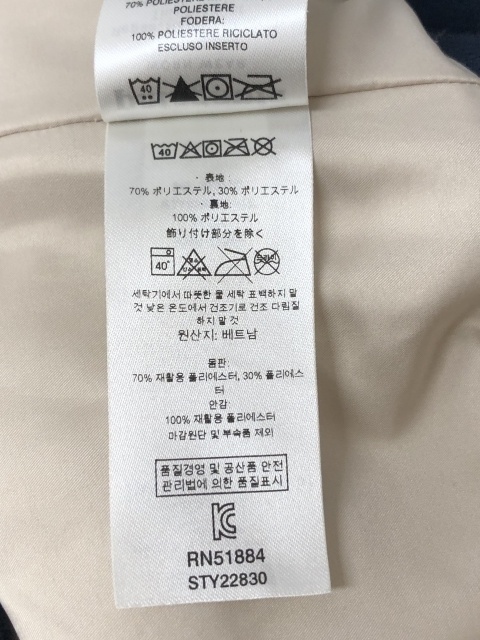 70% POLIESTE
POLIESTERE
FODERA:
100% POLIESTERE RICICLATO
ESCLUSO INSERTO
40
40
・表地:
70% ポリエステル, 30% ポリエステル
・裏地:
100% ポリエステル
飾り付け部分を除く
40°
세탁기에서 따뜻한 물 세탁 표백하지 말
것 낮은 온도에서 건조기로 건조 다림질
하지 말 것
원산지: 베트남
몸판:
70% 재활용 폴리에스터, 30% 폴리에스
터
안감:
100% 재활용 폴리에스터
마감원단 및 부속품 제외
품질경영 및 공산품 안전
관리법에 의한 품질표시
RN51884
STY22830